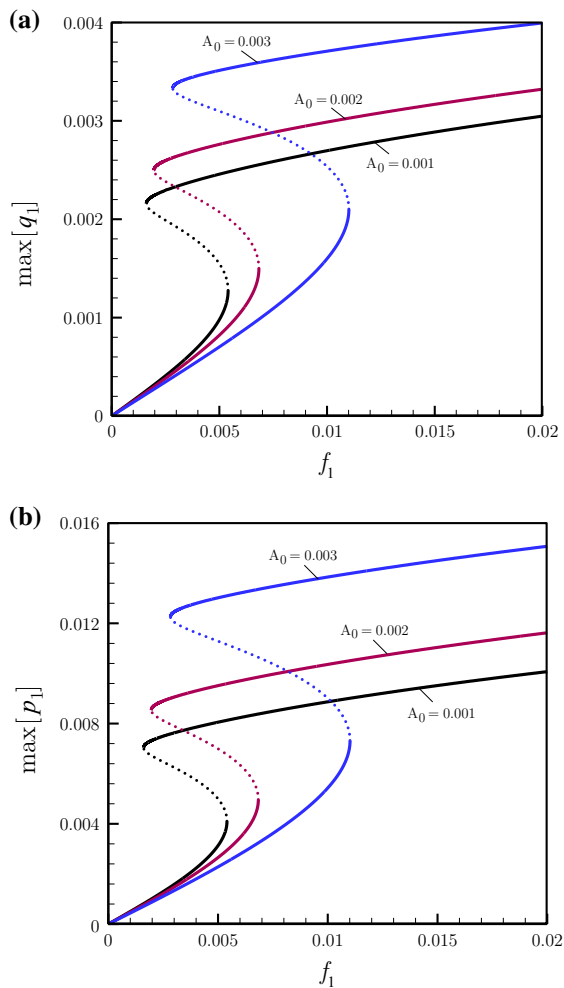 (a)
0.004
0.003
0.002
0.001
0
max[q₁]
A₀ = 0.003
A₀ = 0.002
A₀ = 0.001
0 0.005 0.01 0.015 0.02
f₁
(b)
0.016
0.012
0.008
0.004
0
max[p₁]
A₀ = 0.003
A₀ = 0.002
A₀ = 0.001
0 0.005 0.01 0.015 0.02
f₁